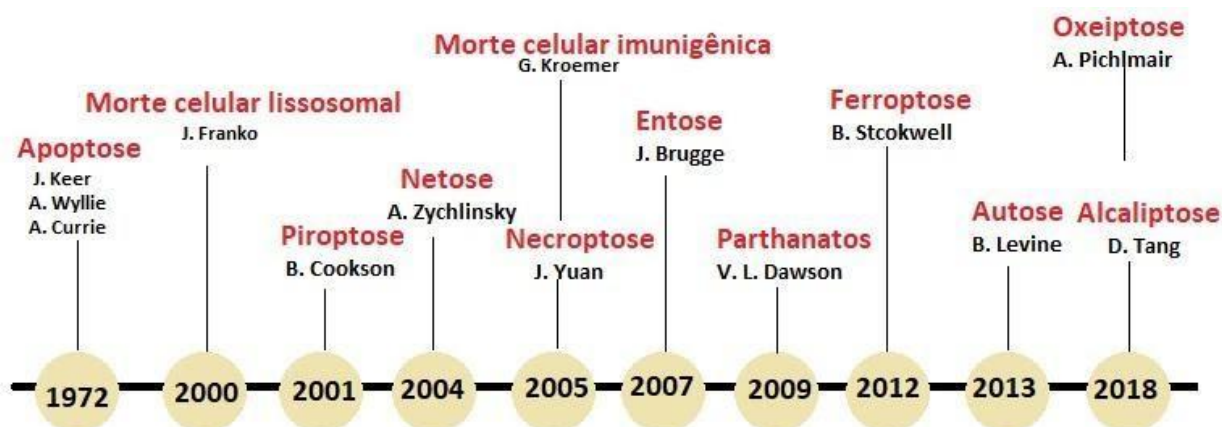 Apoptose
J. Keer
A. Wyllie
A. Currie
1972
Morte celular lissosomal
J. Franko
2000
Piroptose
B. Cookson
2001
Netose
A. Zychlinsky
2004
Morte celular imunigênica
G. Kroemer
Necroptose
J. Yuan
2005
Entose
J. Brugge
2007
Parthanatos
V. L. Dawson
2009
Ferroptose
B. Stcokwell
2012
Autose
B. Levine
2013
Oxeiptose
A. Pichlmair
Alcaliptose
D. Tang
2018